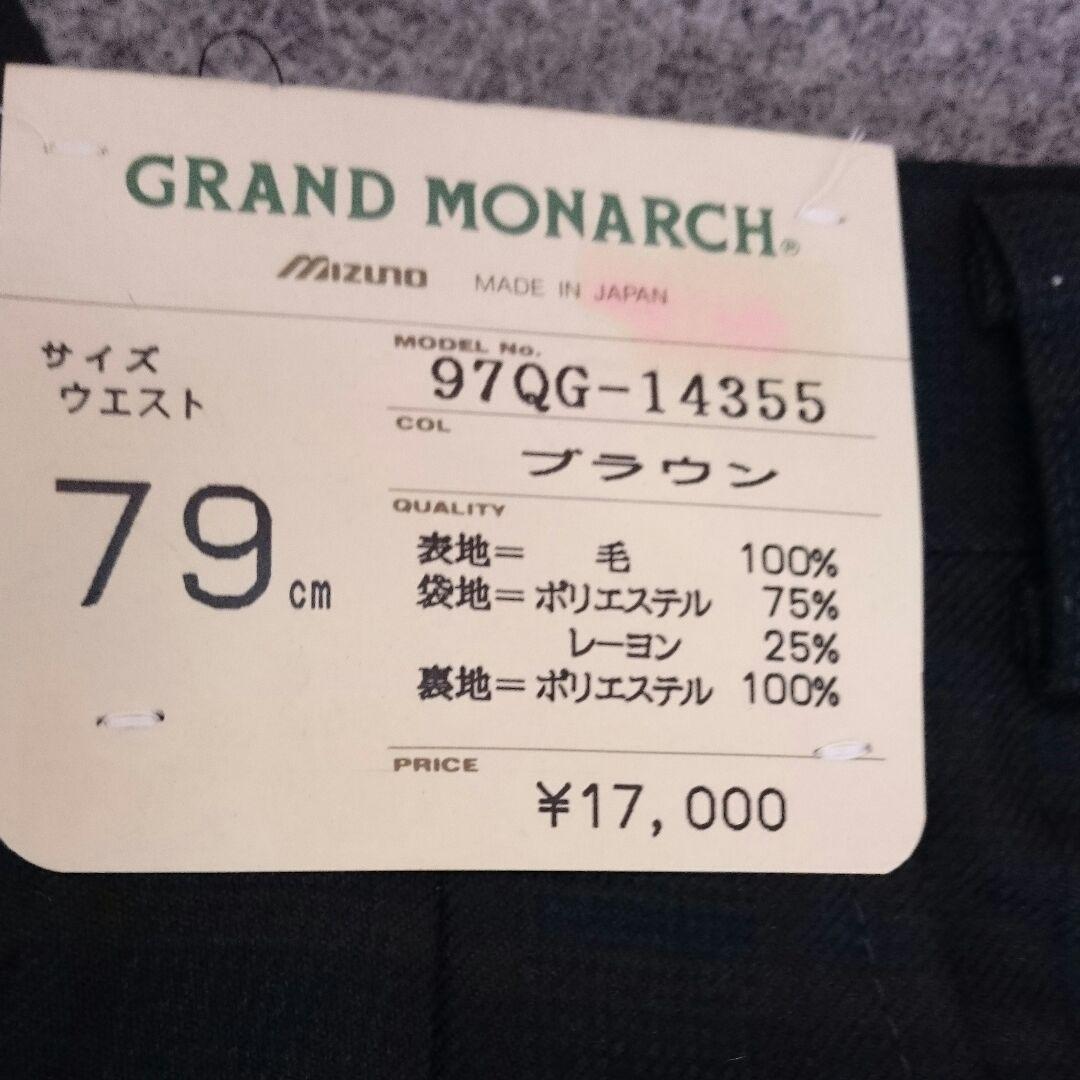 GRAND MONARCH®
MIZUNO MADE IN JAPAN
サイズ
ウエスト
79cm
MODEL No.
97QG-14355
COL
ブラウン
QUALITY
表地= 毛 100%
袋地=ポリエステル 75%
レーヨン 25%
裏地=ポリエステル 100%
PRICE
¥17,000